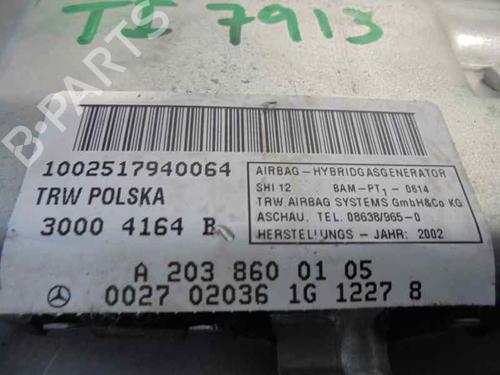 TI 7913
1002517940064
TRW POLSKA
3000 4164 B
AIRBAG - HYBRIDGASGENERATOR
SHI 12 BAM-PT1 - 0614
TRW AIRBAG SYSTEMS GmbH&Co KG
ASCHAU. TEL. 08638/965-0
HERSTELLUNGS - JAHR: 2002
A 203 860 01 05
0027 02036 1G 1227 8
B-PARTS